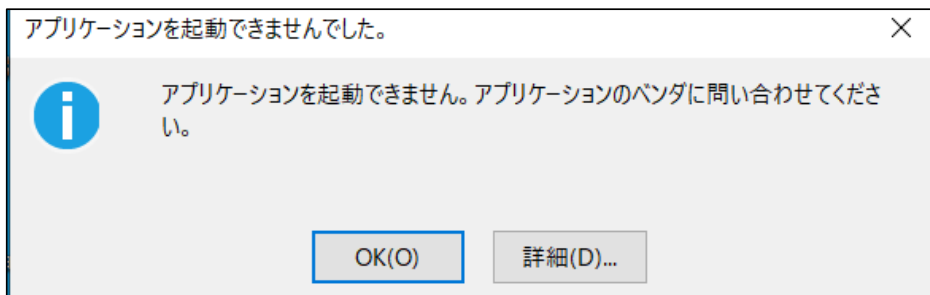 アプリケーションを起動できませんでした。
アプリケーションを起動できません。アプリケーションのベンダに問い合わせてくださ
い。
OK(O)
詳細(D)...